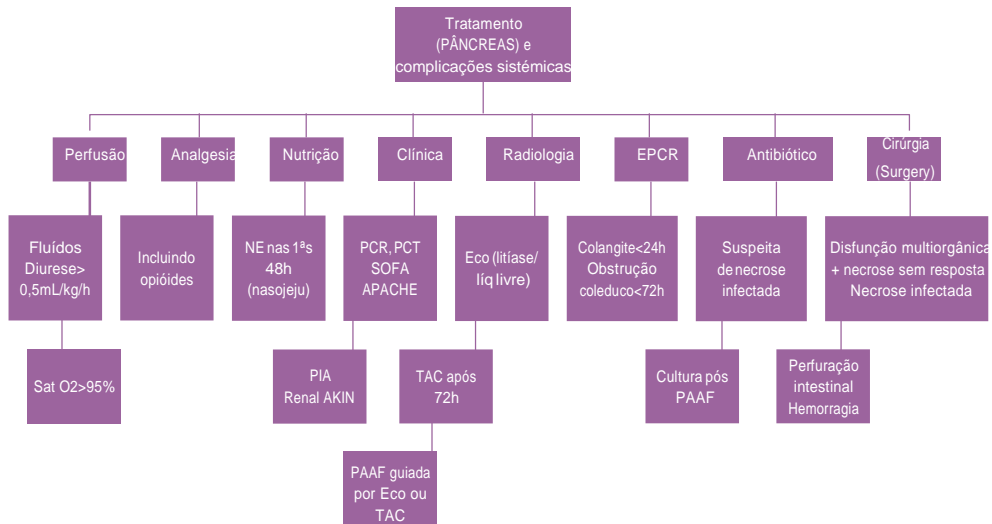 Tratamento
(PÂNCREAS) e
complicações sistémicas
Perfusão
Analgesia
Nutrição
Clínica
Radiologia
EPCR
Antibiótico
Cirúrgia
(Surgery)
Fluídos
Diurese>
0,5mL/kg/h
Incluindo
opióides
NE nas 1ªs
48h
(nasojeju)
PCR, PCT
SOFA
APACHE
Eco (litíase/
líq livre)
Colangite<24h
Obstrução
coleduco<72h
Suspeita
de necrose
infectada
Disfunção multiorgânica
+ necrose sem resposta
Necrose infectada
Sat O2>95%
PIA
Renal AKIN
TAC após
72h
Cultura pós
PAAF
Perfuração
intestinal
Hemorragia
PAAF guiada
por Eco ou
TAC